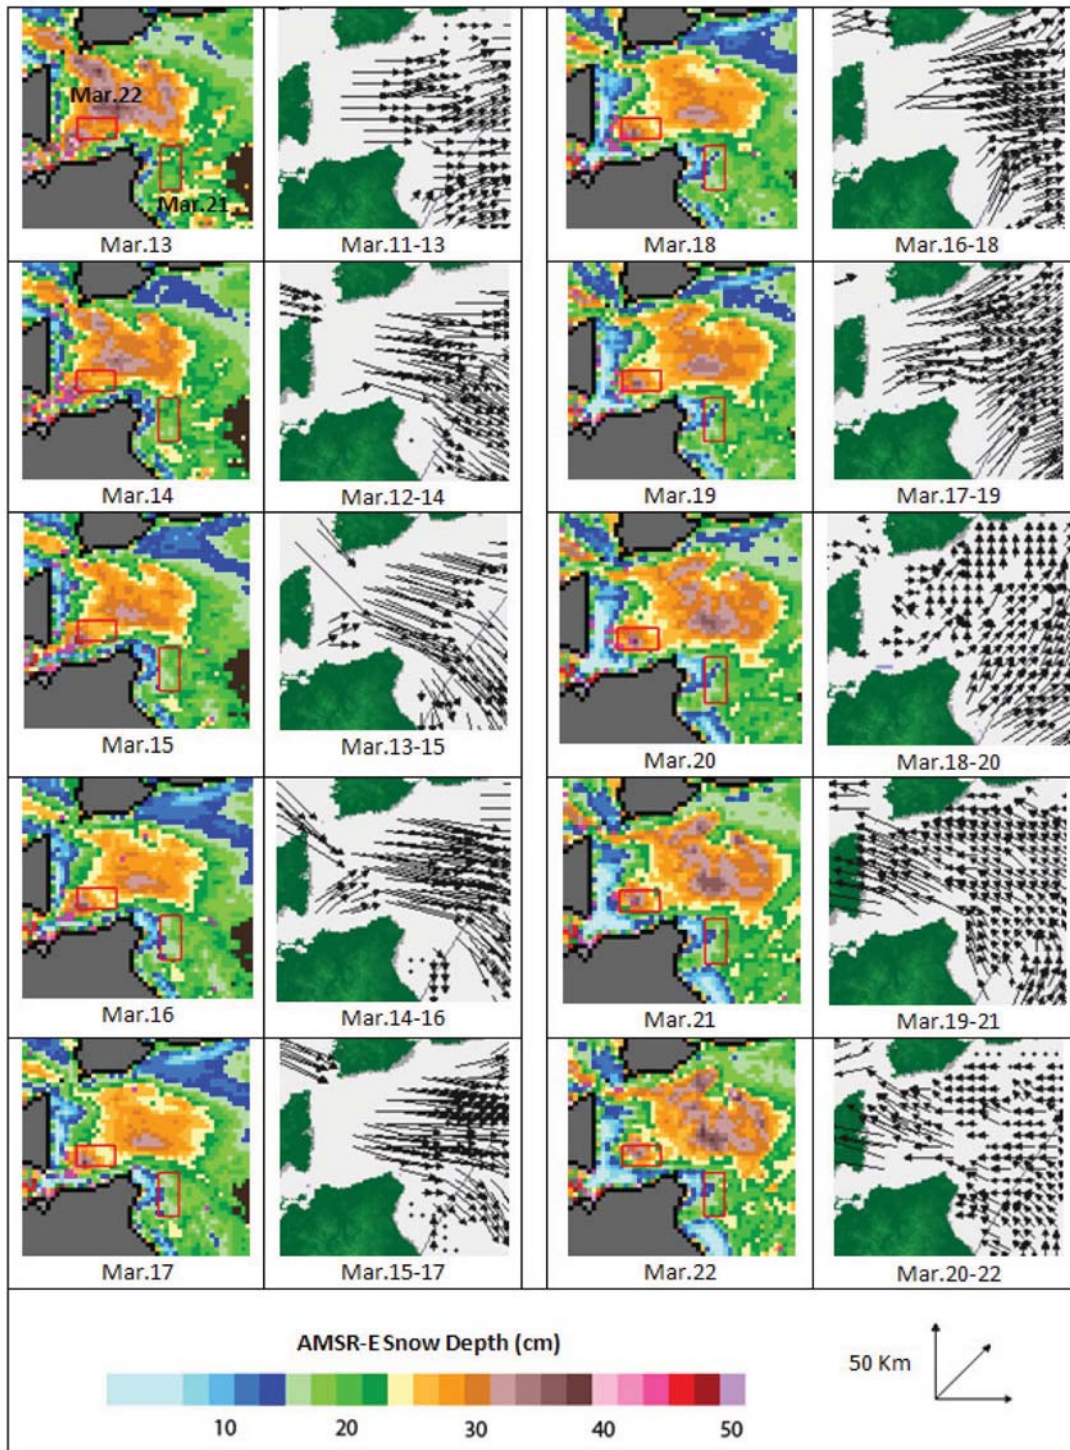 Mar.22
Mar.21
Mar.13 Mar.11-13 Mar.18 Mar.16-18
Mar.14 Mar.12-14 Mar.19 Mar.17-19
Mar.15 Mar.13-15 Mar.20 Mar.18-20
Mar.16 Mar.14-16 Mar.21 Mar.19-21
Mar.17 Mar.15-17 Mar.22 Mar.20-22
AMSR-E Snow Depth (cm)
10 20 30 40 50
50 Km